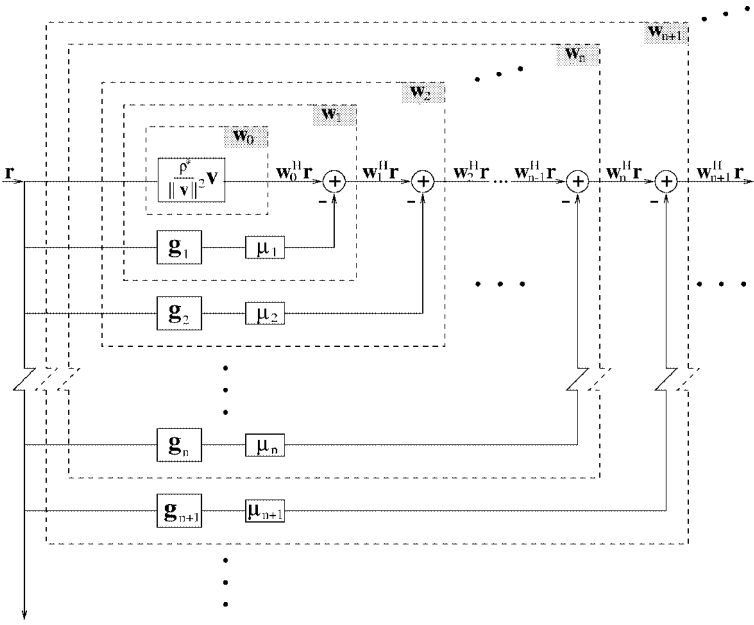 w_{n+1}
w_n
w_2
w_1
w_0
r ρ* / ‖v‖² v w_0^H r + w_1^H r + w_2^H r ... w_{n-1}^H r + w_n^H r + w_{n+1}^H r
- - - -
g_1 μ_1
g_2 μ_2
g_n μ_n
g_{n+1} μ_{n+1}